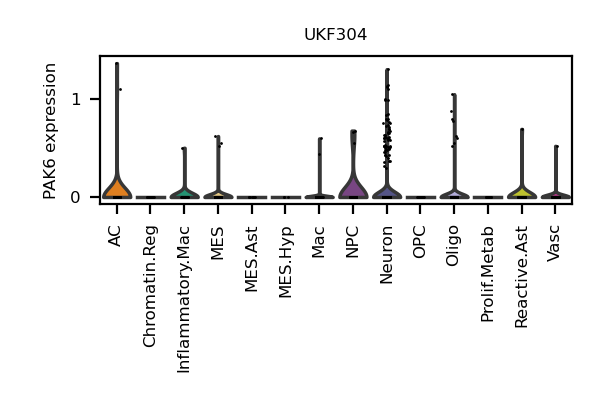 UKF304
PAK6 expression
1
0
AC
Chromatin.Reg
Inflammatory.Mac
MES
MES.Ast
MES.Hyp
Mac
NPC
Neuron
OPC
Oligo
Prolif.Metab
Reactive.Ast
Vasc